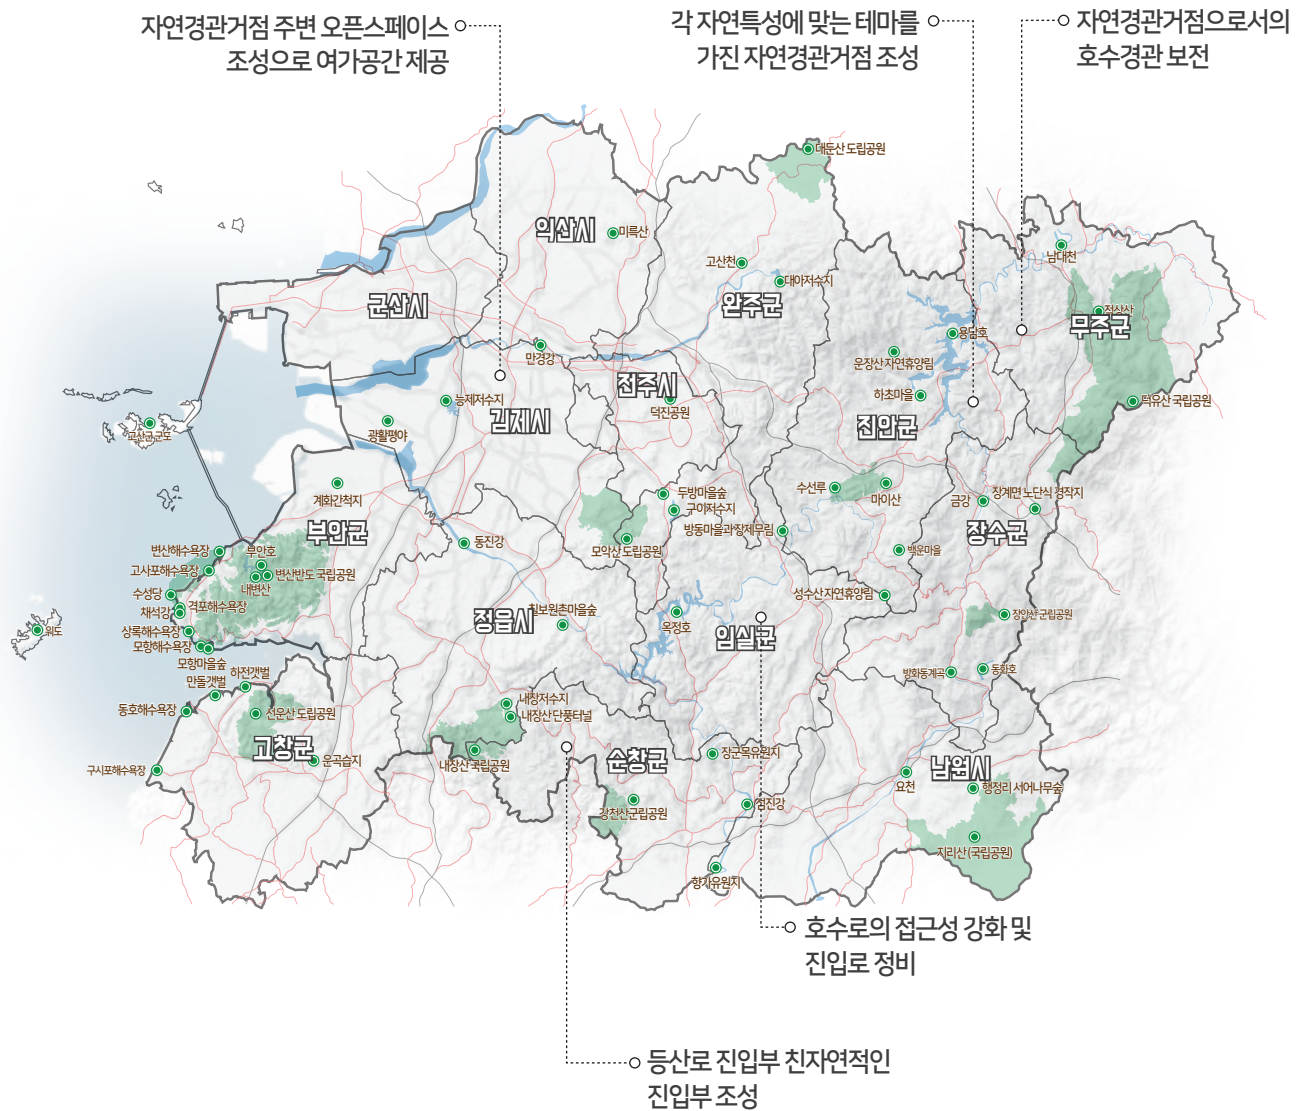 자연경관거점 주변 오픈스페이스
조성으로 여가공간 제공
각 자연특성에 맞는 테마를
가진 자연경관거점 조성
자연경관거점으로서의
호수경관 보전
대둔산 도립공원
익산시
미륵산
고산천
대아저수지
남대천
군산시
완주군
적상산
무주군
용담호
운장산 자연휴양림
만경강
하초마을
전주시
덕진공원
능제저수지
김제시
광활평야
진안군
덕유산 국립공원
고산군군도
계화간척지
두방마을숲
구이저수지
수선루
마이산
금강
장계면 노단식 경작지
장수군
부안군
방동마을과 장제무림
동진강
모악산 도립공원
백운마을
변산해수욕장
부안호
고사포해수욕장
변산반도 국립공원
내변산
수성당
격포해수욕장
채석강
성수산 자연휴양림
칠보원촌마을숲
정읍시
옥정호
임실군
장안산 군립공원
위도
상록해수욕장
모항해수욕장
모항마을숲
하전갯벌
만돌갯벌
방화동계곡
동화호
동호해수욕장
선운산 도립공원
내장저수지
내장산 단풍터널
고창군
운곡습지
내장산 국립공원
순창군
장군목유원지
남원시
구시포해수욕장
요천
행정리 서어나무숲
강천산군립공원
섬진강
지리산 (국립공원)
향가유원지
호수로의 접근성 강화 및
진입로 정비
등산로 진입부 친자연적인
진입부 조성